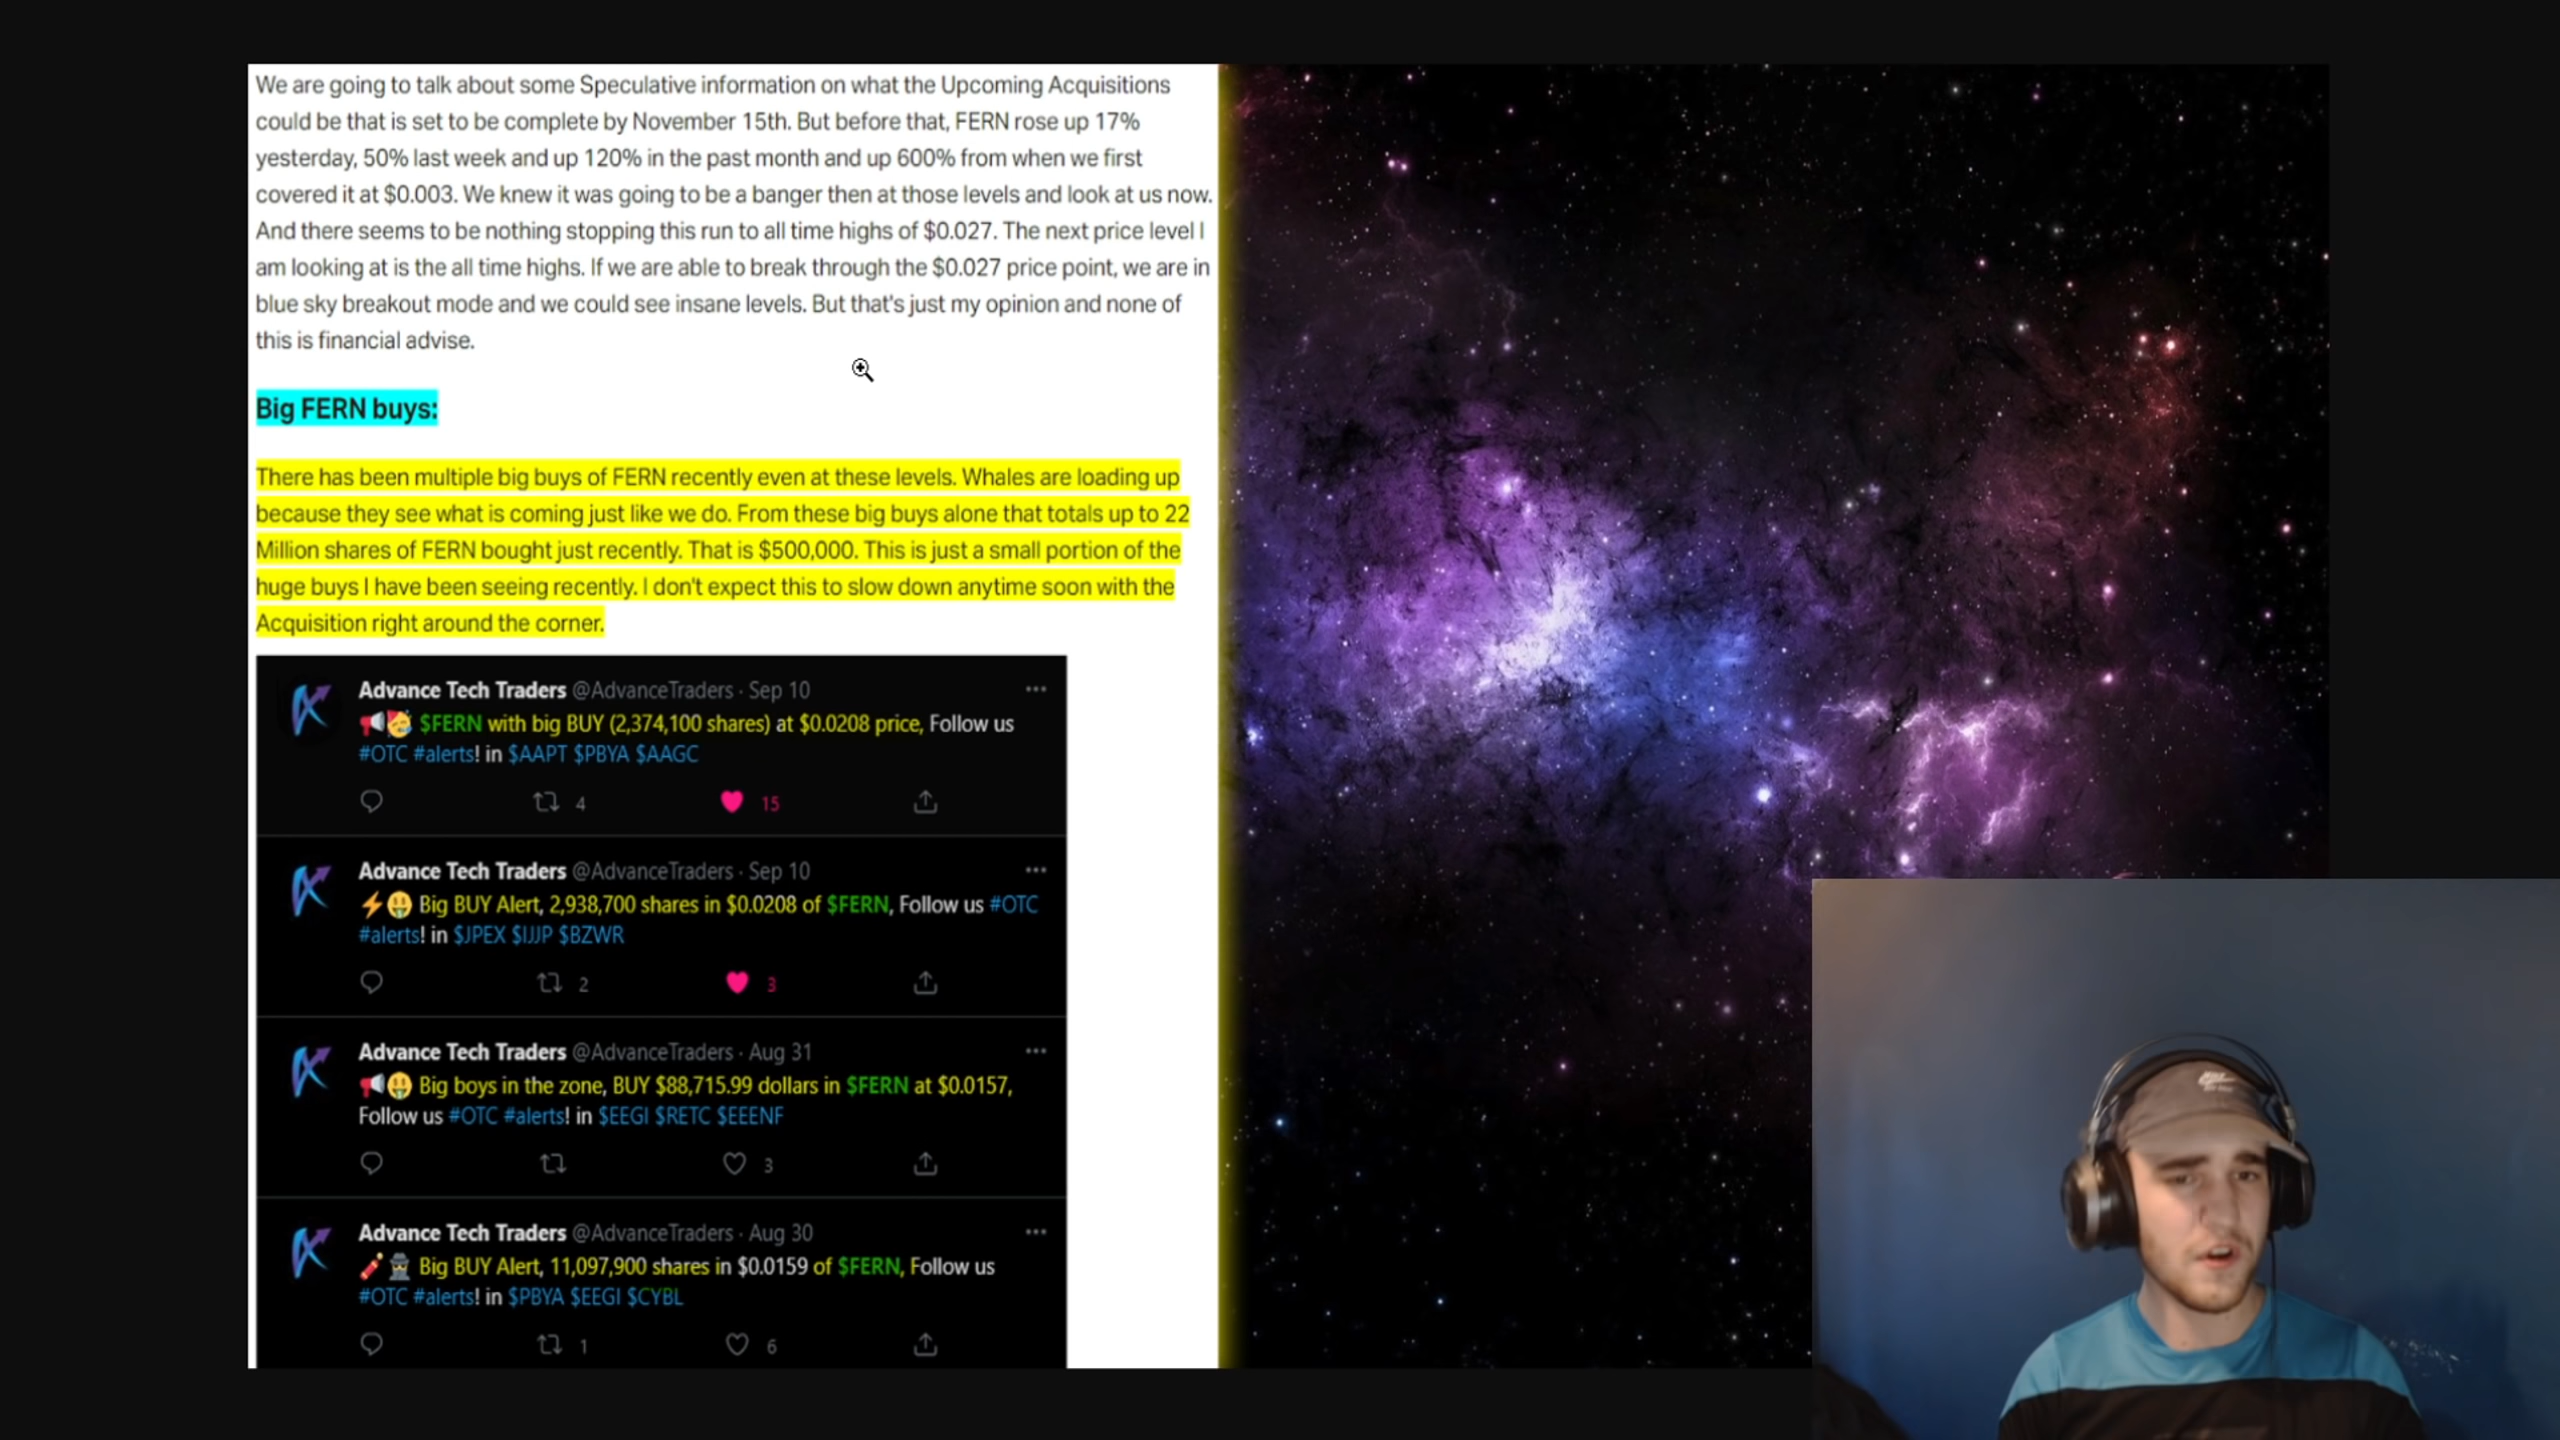 We are going to talk about some Speculative information on what the Upcoming Acquisitions
could be that is set to be complete by November 15th. But before that, FERN rose up 17%
yesterday, 50% last week and up 120% in the past month and up 600% from when we first
covered it at $0.003. We knew it was going to be a banger then at those levels and look at us now.
And there seems to be nothing stopping this run to all time highs of $0.027. The next price level I
am looking at is the all time highs. If we are able to break through the $0.027 price point, we are in
blue sky breakout mode and we could see insane levels. But that's just my opinion and none of
this is financial advise.
Big FERN buys:
There has been multiple big buys of FERN recently even at these levels. Whales are loading up
because they see what is coming just like we do. From these big buys alone that totals up to 22
Million shares of FERN bought just recently. That is $500,000. This is just a small portion of the
huge buys I have been seeing recently. I don't expect this to slow down anytime soon with the
Acquisition right around the corner.
Advance Tech Traders @AdvanceTraders · Sep 10
$FERN with big BUY (2,374,100 shares) at $0.0208 price, Follow us
#OTC #alerts! in $AAPT $PBYA $AAGC
4 15
Advance Tech Traders @AdvanceTraders · Sep 10
Big BUY Alert, 2,938,700 shares in $0.0208 of $FERN, Follow us #OTC
#alerts! in $JPEX $IJJP $BZWR
2 3
Advance Tech Traders @AdvanceTraders · Aug 31
Big boys in the zone, BUY $88,715.99 dollars in $FERN at $0.0157,
Follow us #OTC #alerts! in $EEGI $RETC $EEENF
3
Advance Tech Traders @AdvanceTraders · Aug 30
Big BUY Alert, 11,097,900 shares in $0.0159 of $FERN, Follow us
#OTC #alerts! in $PBYA $EEGI $CYBL
1 6